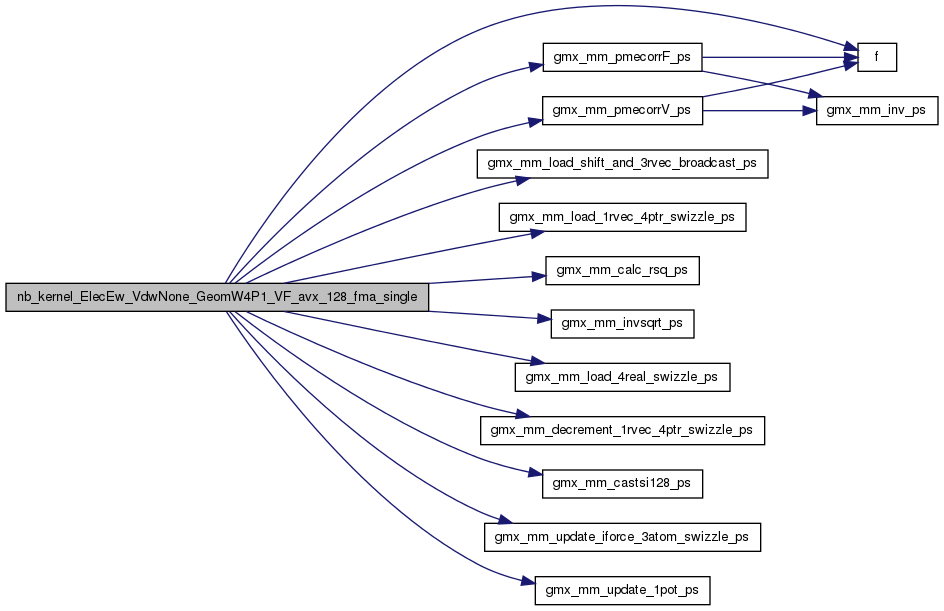 f
gmx_mm_pmecorrF_ps
gmx_mm_inv_ps
gmx_mm_pmecorrV_ps
gmx_mm_load_shift_and_3rvec_broadcast_ps
gmx_mm_load_1rvec_4ptr_swizzle_ps
gmx_mm_calc_rsq_ps
nb_kernel_ElecEw_VdwNone_GeomW4P1_VF_avx_128_fma_single
gmx_mm_invsqrt_ps
gmx_mm_load_4real_swizzle_ps
gmx_mm_decrement_1rvec_4ptr_swizzle_ps
gmx_mm_castsi128_ps
gmx_mm_update_iforce_3atom_swizzle_ps
gmx_mm_update_1pot_ps